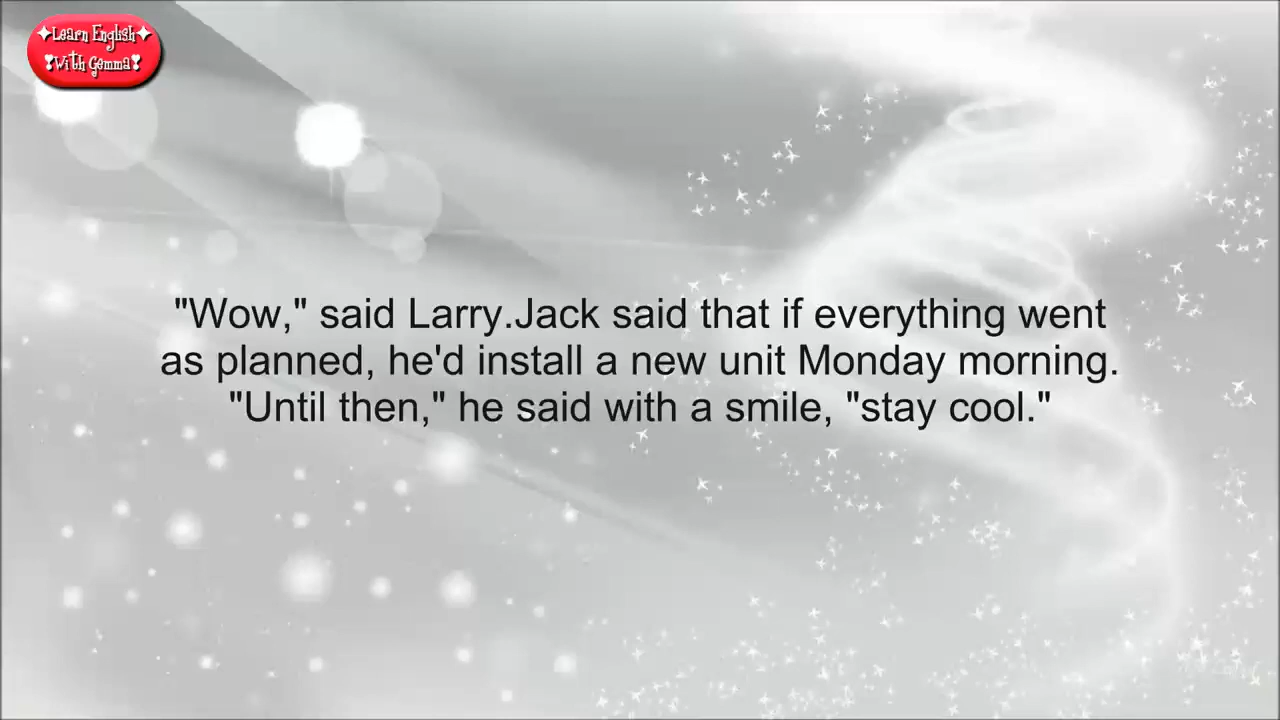 ✦Learn English✦
❣With Gemma❣
"Wow," said Larry.Jack said that if everything went
as planned, he'd install a new unit Monday morning.
"Until then," he said with a smile, "stay cool."